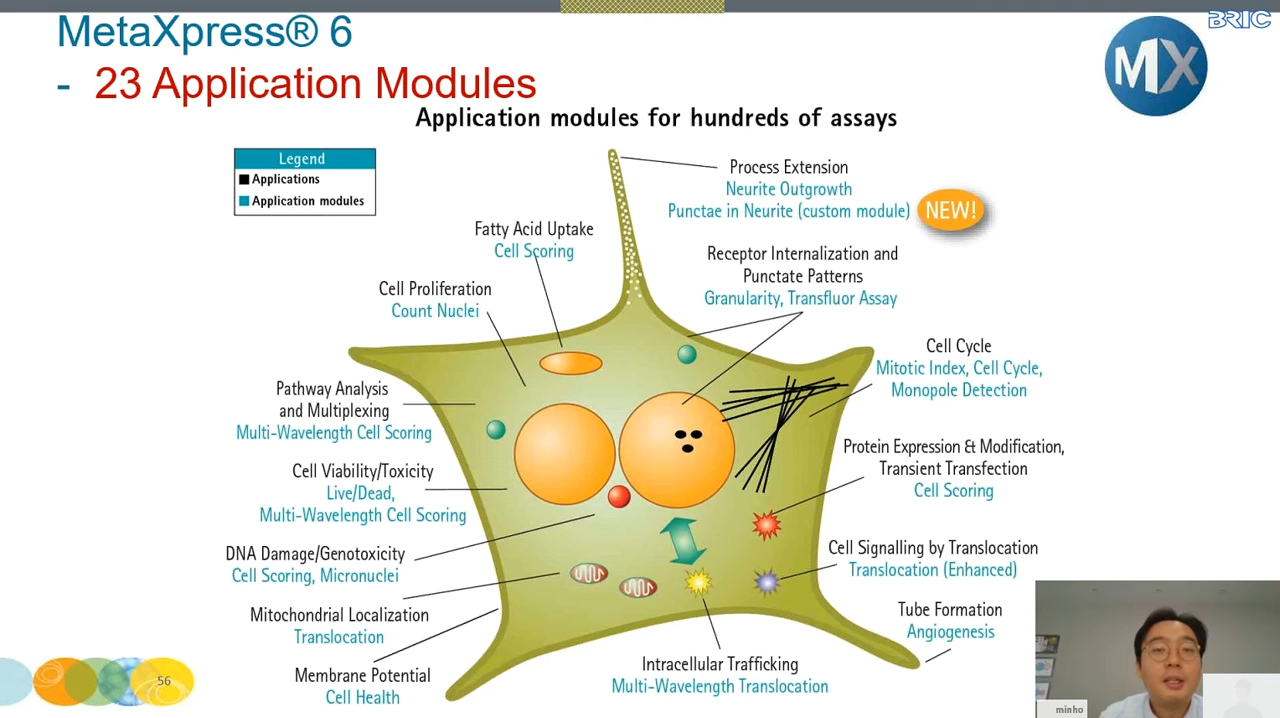 MetaXpress® 6
- 23 Application Modules
BRIC
MX
Application modules for hundreds of assays
Legend
Applications
Application modules
Process Extension
Neurite Outgrowth
Punctae in Neurite (custom module)
NEW!
Fatty Acid Uptake
Cell Scoring
Receptor Internalization and
Punctate Patterns
Granularity, Transfluor Assay
Cell Proliferation
Count Nuclei
Cell Cycle
Mitotic Index, Cell Cycle,
Monopole Detection
Pathway Analysis
and Multiplexing
Multi-Wavelength Cell Scoring
Protein Expression & Modification,
Transient Transfection
Cell Scoring
Cell Viability/Toxicity
Live/Dead,
Multi-Wavelength Cell Scoring
DNA Damage/Genotoxicity
Cell Scoring, Micronuclei
Cell Signalling by Translocation
Translocation (Enhanced)
Mitochondrial Localization
Translocation
Tube Formation
Angiogenesis
Membrane Potential
Cell Health
Intracellular Trafficking
Multi-Wavelength Translocation
56
minho